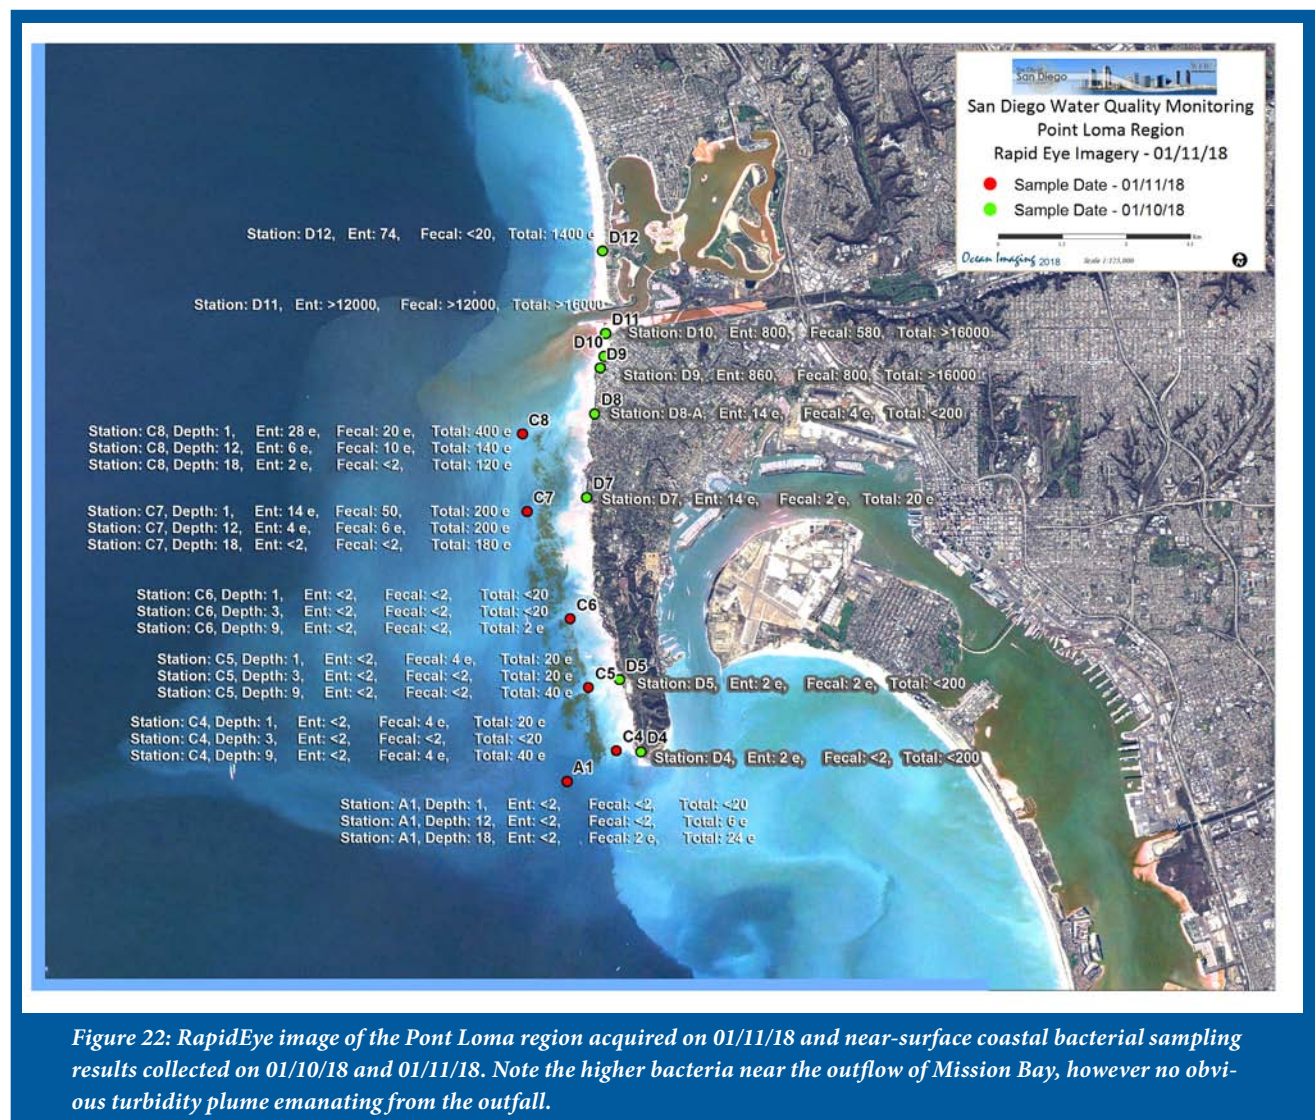 San Diego
San Diego Water Quality Monitoring
Point Loma Region
Rapid Eye Imagery - 01/11/18
Sample Date - 01/11/18
Sample Date - 01/10/18
Ocean Imaging 2018
Scale 1:125,000
N
Station: D12, Ent: 74, Fecal: <20, Total: 1400 e
D12
Station: D11, Ent: >12000, Fecal: >12000, Total: >16000
D11
Station: D10, Ent: 800, Fecal: 580, Total: >16000
D10
D9
Station: D9, Ent: 860, Fecal: 800, Total: >16000
D8
Station: D8-A, Ent: 14 e, Fecal: 4 e, Total: <200
C8
Station: C8, Depth: 1, Ent: 28 e, Fecal: 20 e, Total: 400 e
Station: C8, Depth: 12, Ent: 6 e, Fecal: 10 e, Total: 140 e
Station: C8, Depth: 18, Ent: 2 e, Fecal: <2, Total: 120 e
D7
Station: D7, Ent: 14 e, Fecal: 2 e, Total: 20 e
C7
Station: C7, Depth: 1, Ent: 14 e, Fecal: 50, Total: 200 e
Station: C7, Depth: 12, Ent: 4 e, Fecal: 6 e, Total: 200 e
Station: C7, Depth: 18, Ent: <2, Fecal: <2, Total: 180 e
C6
Station: C6, Depth: 1, Ent: <2, Fecal: <2, Total: <20
Station: C6, Depth: 3, Ent: <2, Fecal: <2, Total: <20
Station: C6, Depth: 9, Ent: <2, Fecal: <2, Total: 2 e
C5
D5
Station: C5, Depth: 1, Ent: <2, Fecal: 4 e, Total: 20 e
Station: C5, Depth: 3, Ent: <2, Fecal: <2, Total: 20 e
Station: C5, Depth: 9, Ent: <2, Fecal: <2, Total: 40 e
Station: D5, Ent: 2 e, Fecal: 2 e, Total: <200
Station: C4, Depth: 1, Ent: <2, Fecal: 4 e, Total: 20 e
Station: C4, Depth: 3, Ent: <2, Fecal: <2, Total: <20
Station: C4, Depth: 9, Ent: <2, Fecal: 4 e, Total: 40 e
C4
D4
Station: D4, Ent: 2 e, Fecal: <2, Total: <200
A1
Station: A1, Depth: 1, Ent: <2, Fecal: <2, Total: <20
Station: A1, Depth: 12, Ent: <2, Fecal: <2, Total: 6 e
Station: A1, Depth: 18, Ent: <2, Fecal: 2 e, Total: 24 e
Figure 22: RapidEye image of the Pont Loma region acquired on 01/11/18 and near-surface coastal bacterial sampling
results collected on 01/10/18 and 01/11/18. Note the higher bacteria near the outflow of Mission Bay, however no obvi-
ous turbidity plume emanating from the outfall.